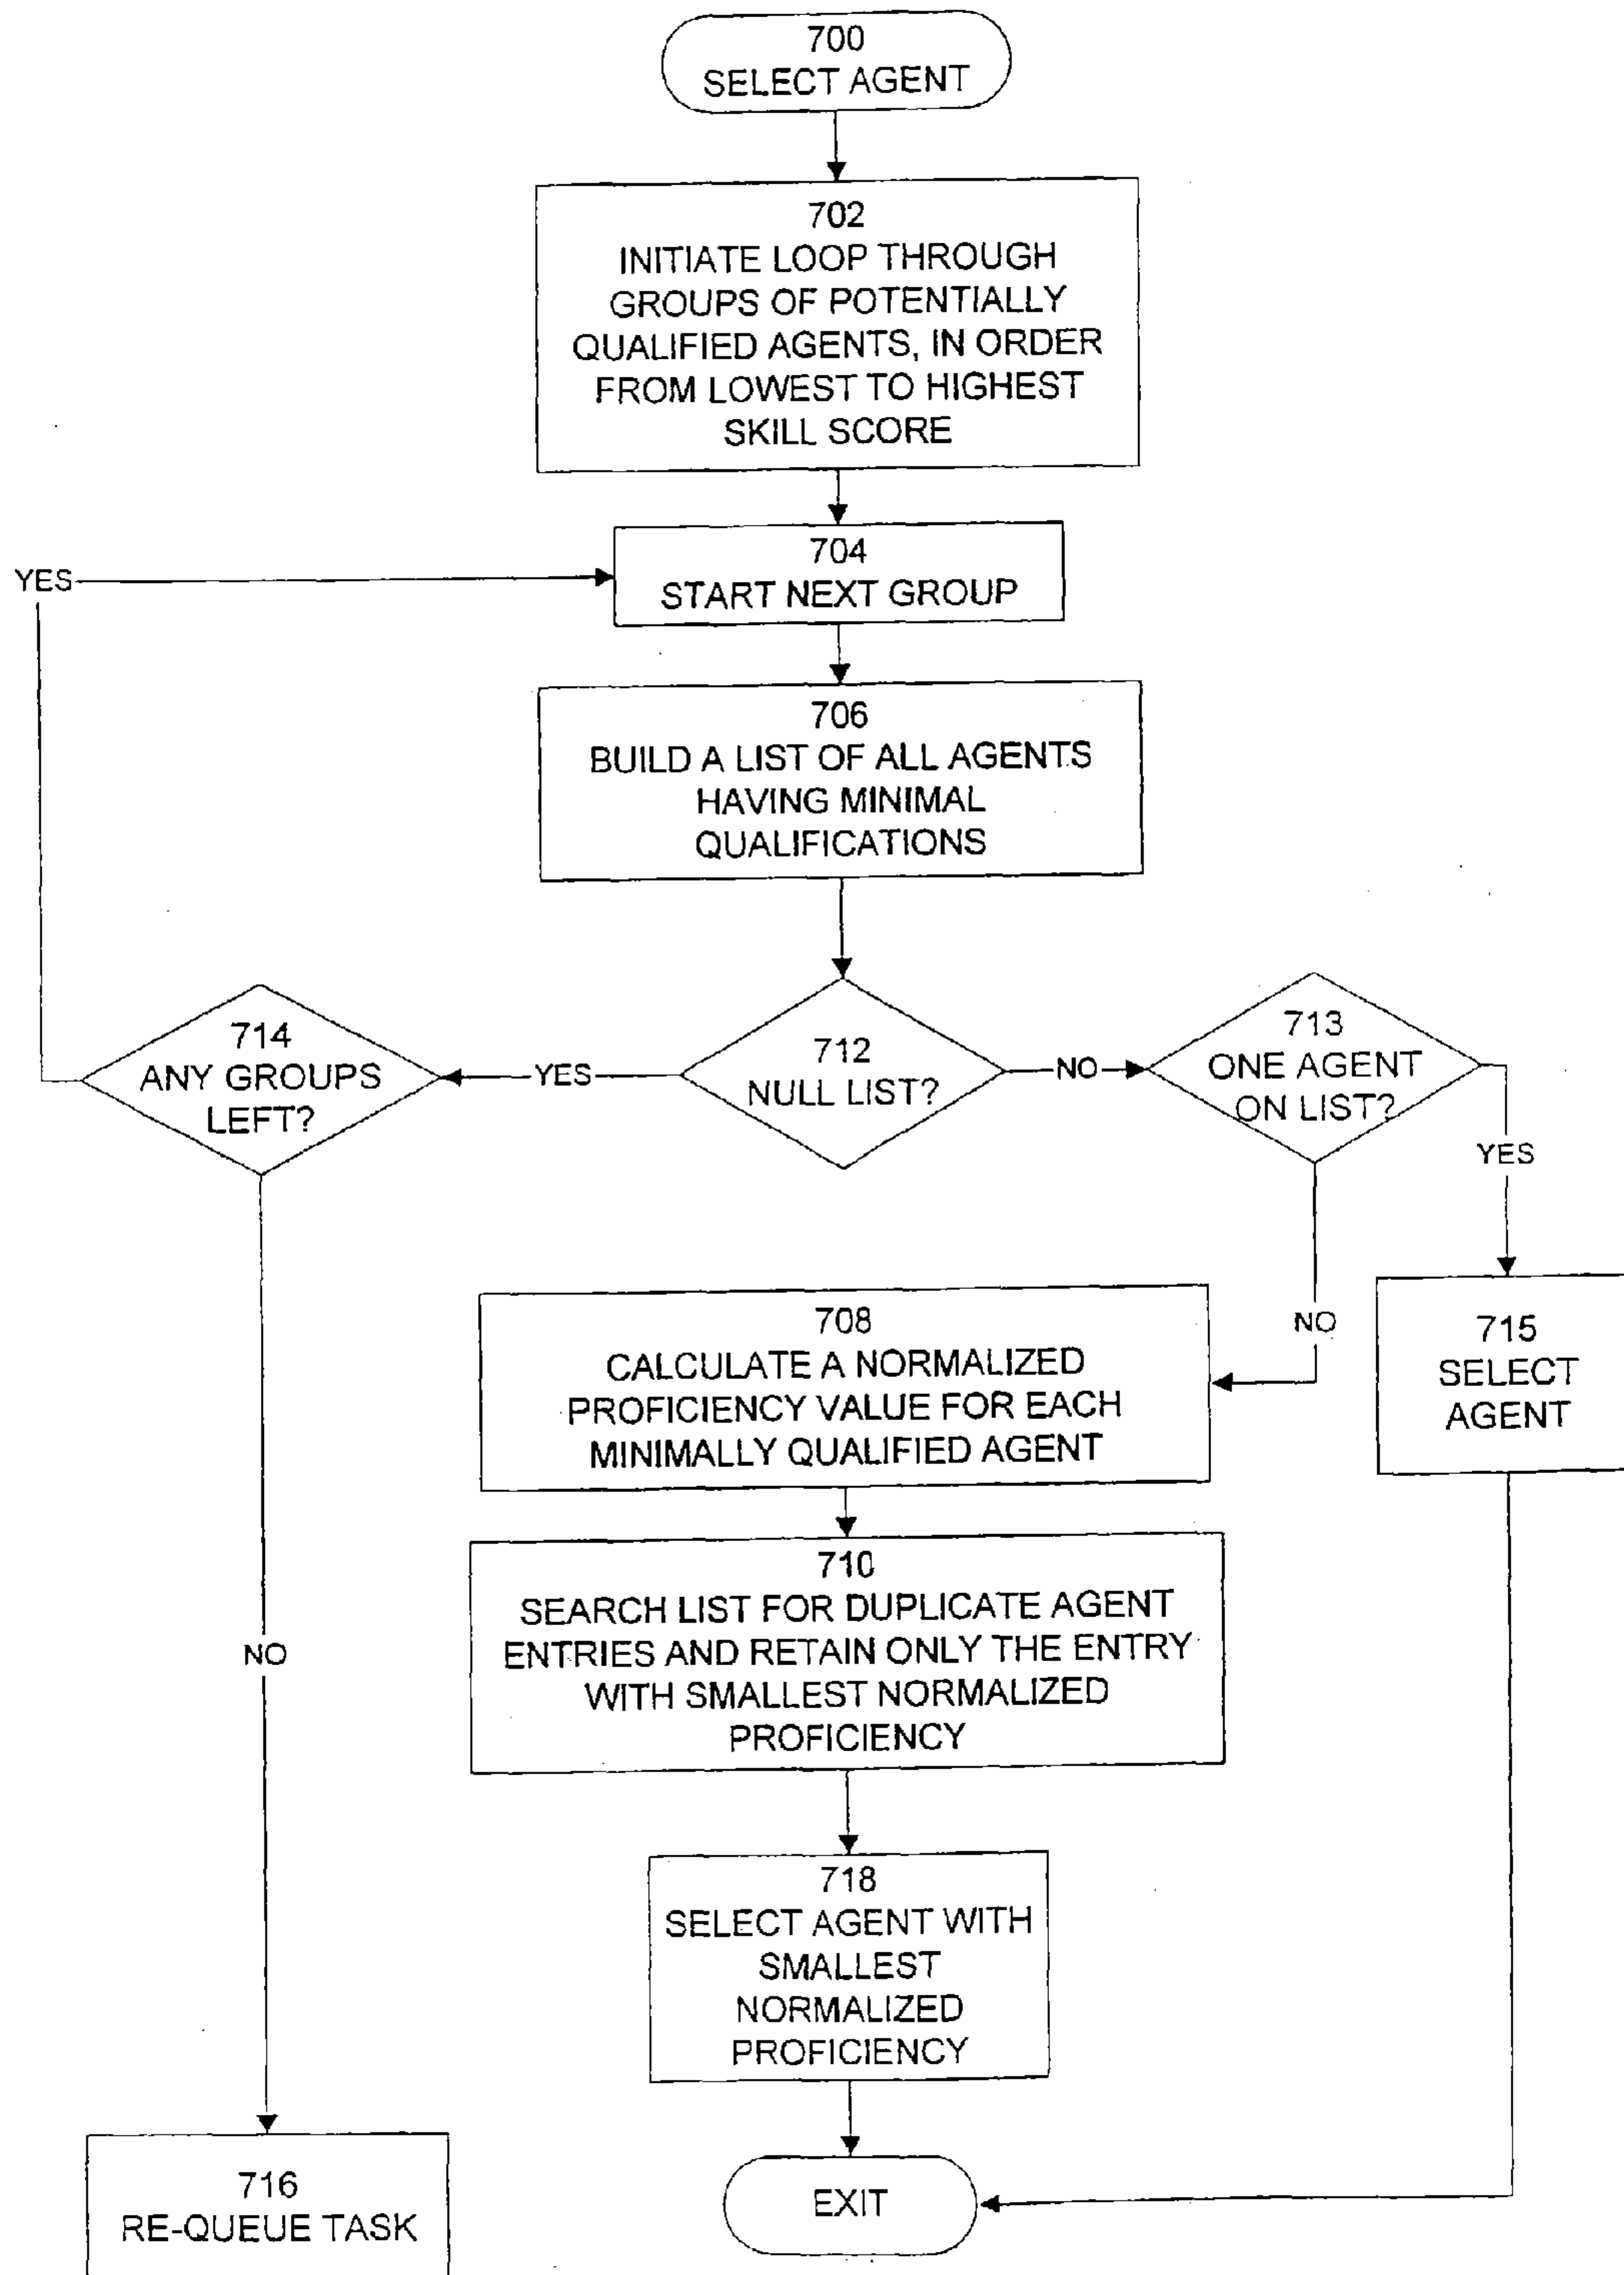 700
SELECT AGENT
702
INITIATE LOOP THROUGH
GROUPS OF POTENTIALLY
QUALIFIED AGENTS, IN ORDER
FROM LOWEST TO HIGHEST
SKILL SCORE
704
START NEXT GROUP
YES
706
BUILD A LIST OF ALL AGENTS
HAVING MINIMAL
QUALIFICATIONS
714
ANY GROUPS
LEFT?
YES
712
NULL LIST?
NO
713
ONE AGENT
ON LIST?
YES
NO
708
CALCULATE A NORMALIZED
PROFICIENCY VALUE FOR EACH
MINIMALLY QUALIFIED AGENT
715
SELECT
AGENT
710
SEARCH LIST FOR DUPLICATE AGENT
ENTRIES AND RETAIN ONLY THE ENTRY
WITH SMALLEST NORMALIZED
PROFICIENCY
NO
718
SELECT AGENT WITH
SMALLEST
NORMALIZED
PROFICIENCY
716
RE-QUEUE TASK
EXIT